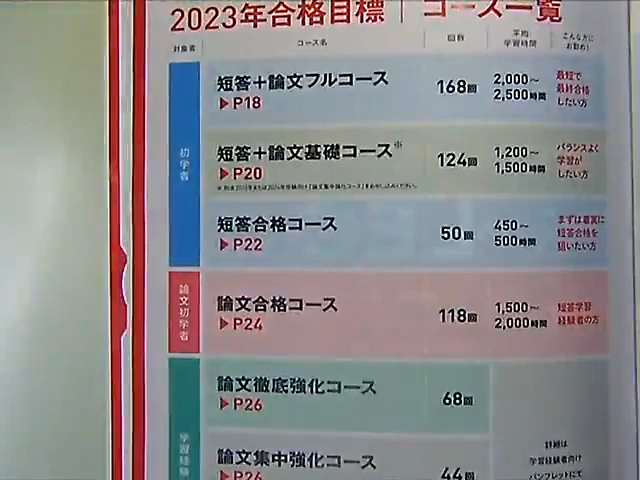 2023年合格目標 | コース一覧
対象者 コース名 回数 平均学習時間 こんな方にお勧め!
初学者
短答+論文フルコース 168回 2,000〜2,500時間 最短で最終合格したい方
▶P18
短答+論文基礎コース※ 124回 1,200〜1,500時間 バランスよく学習がしたい方
▶P20
短答合格コース 50回 450〜500時間 まずは着実に短答合格を狙いたい方
▶P22
論文初学者
論文合格コース 118回 1,500〜2,000時間 短答学習経験者の方
▶P24
学習経験
論文徹底強化コース 68回
▶P26
論文集中強化コース 44回
▶P26
詳細は
学習経験者向け
パンフレットにて